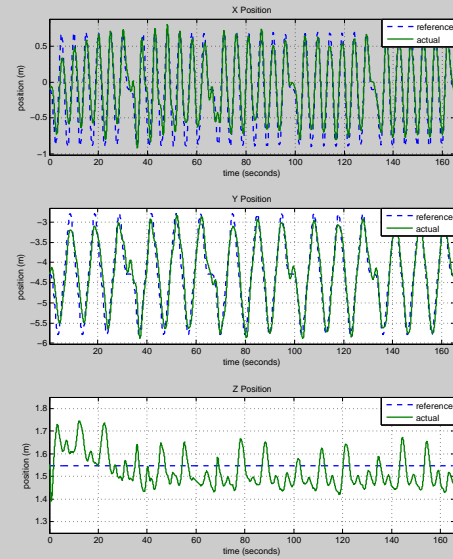 X Position
reference
actual
position (m)
0.5
0
−0.5
−1
0 20 40 60 80 100 120 140 160
time (seconds)
Y Position
reference
actual
position (m)
−3
−3.5
−4
−4.5
−5
−5.5
−6
0 20 40 60 80 100 120 140 160
time (seconds)
Z Position
reference
actual
position (m)
1.8
1.7
1.6
1.5
1.4
1.3
0 20 40 60 80 100 120 140 160
time (seconds)